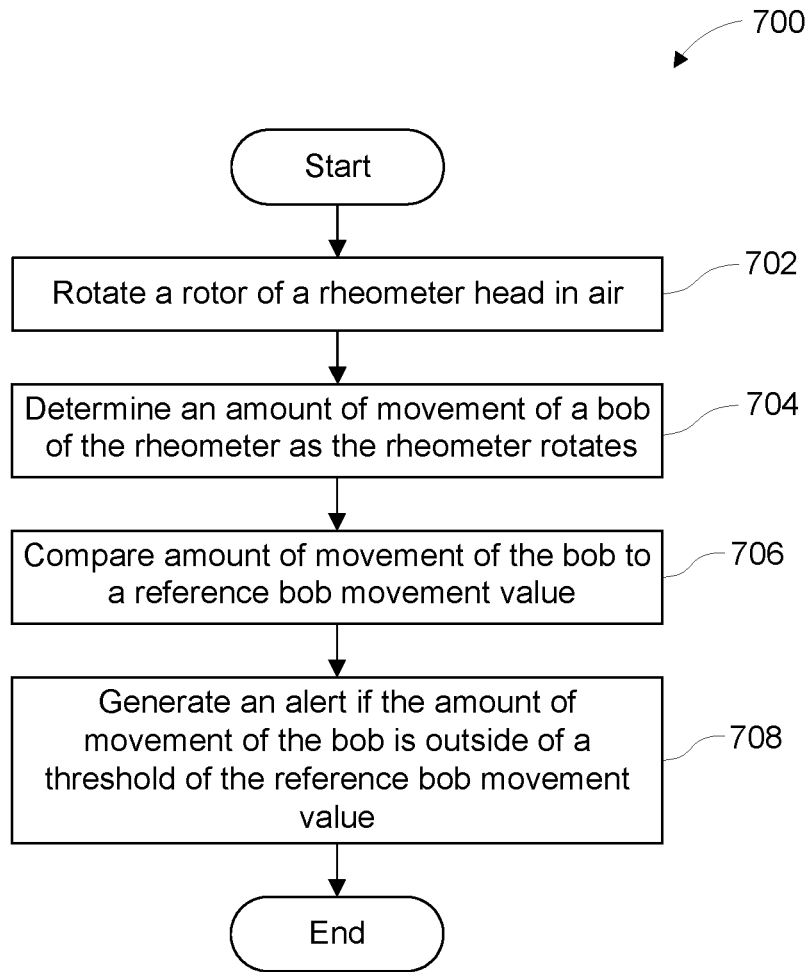 700
Start
Rotate a rotor of a rheometer head in air
702
Determine an amount of movement of a bob
of the rheometer as the rheometer rotates
704
Compare amount of movement of the bob to
a reference bob movement value
706
Generate an alert if the amount of
movement of the bob is outside of a
threshold of the reference bob movement
value
708
End